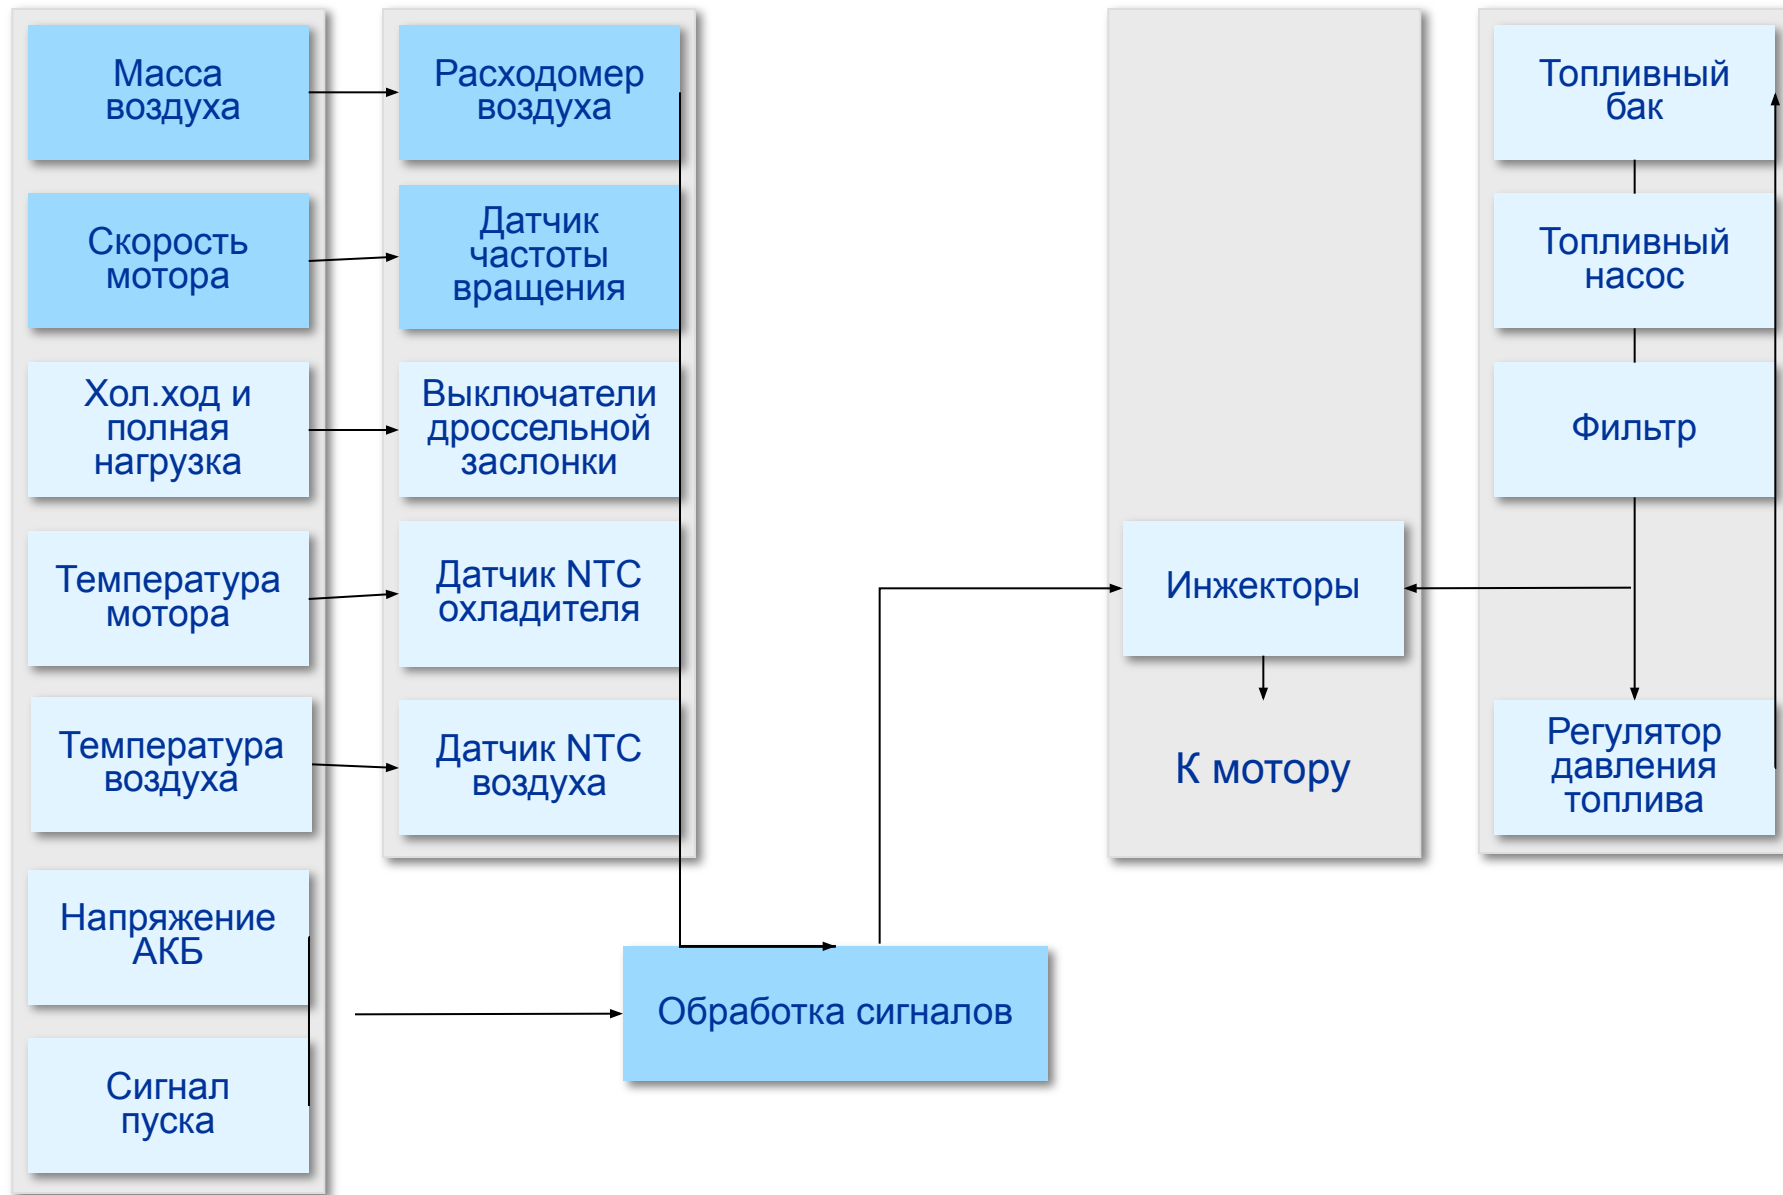 Масса
воздуха
Расходомер
воздуха
Топливный
бак
Скорость
мотора
Датчик
частоты
вращения
Топливный
насос
Хол.ход и
полная
нагрузка
Выключатели
дроссельной
заслонки
Фильтр
Температура
мотора
Датчик NTC
охладителя
Инжекторы
Температура
воздуха
Датчик NTC
воздуха
К мотору
Регулятор
давления
топлива
Напряжение
АКБ
Обработка сигналов
Сигнал
пуска